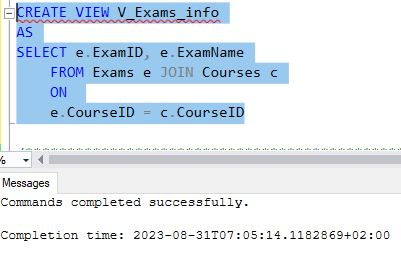 CREATE VIEW V_Exams_info
AS
SELECT e.ExamID, e.ExamName
FROM Exams e JOIN Courses c
ON
e.CourseID = c.CourseID
%
Messages
Commands completed successfully.
Completion time: 2023-08-31T07:05:14.1182869+02:00